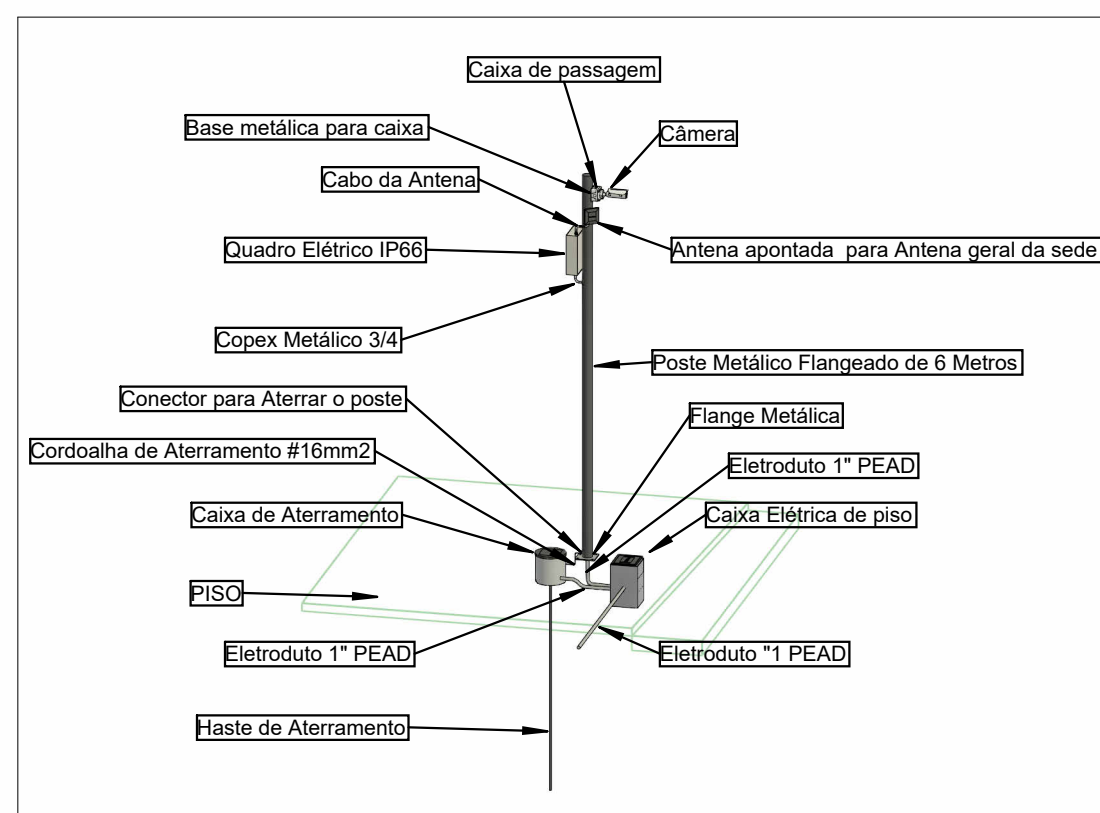 Caixa de passagem
Base metálica para caixa
Câmera
Cabo da Antena
Quadro Elétrico IP66
Antena apontada  para Antena geral da sede
Copex Metálico 3/4
Poste Metálico Flangeado de 6 Metros
Conector para Aterrar o poste
Flange Metálica
Cordoalha de Aterramento #16mm2
Eletroduto 1" PEAD
Caixa de Aterramento
Caixa Elétrica de piso
PISO
Eletroduto 1" PEAD
Eletroduto "1 PEAD
Haste de Aterramento